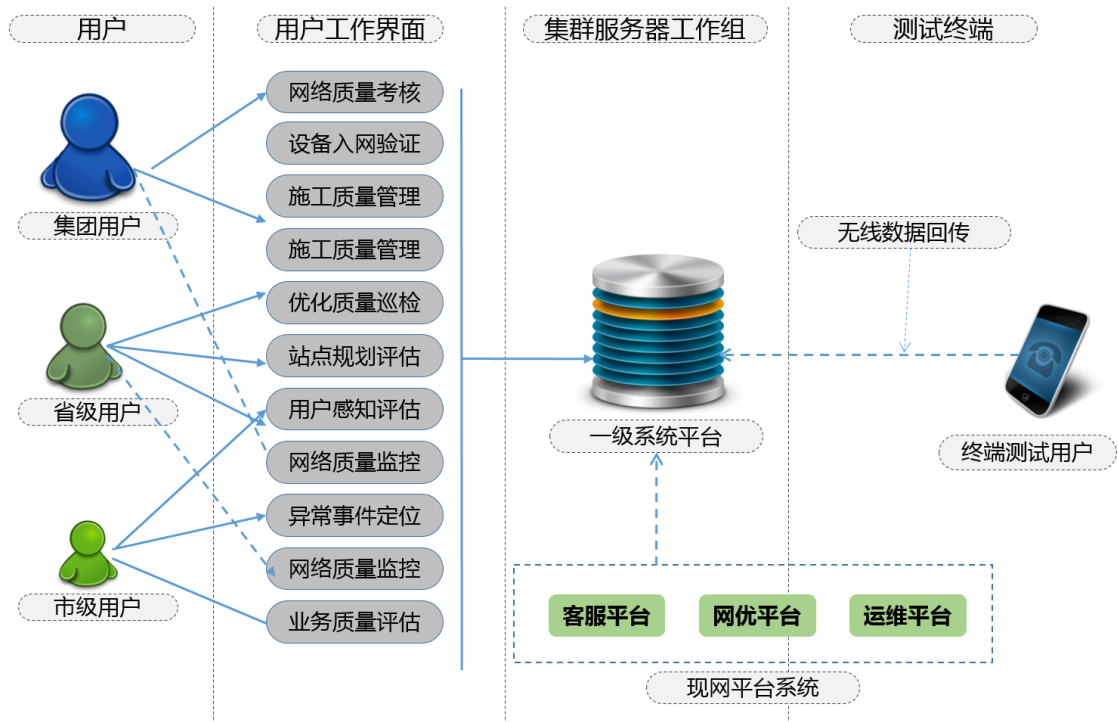 用户
用户工作界面
集群服务器工作组
测试终端
网络质量考核
设备入网验证
施工质量管理
施工质量管理
优化质量巡检
站点规划评估
用户感知评估
网络质量监控
异常事件定位
网络质量监控
业务质量评估
集团用户
省级用户
市级用户
一级系统平台
无线数据回传
终端测试用户
客服平台
网优平台
运维平台
现网平台系统